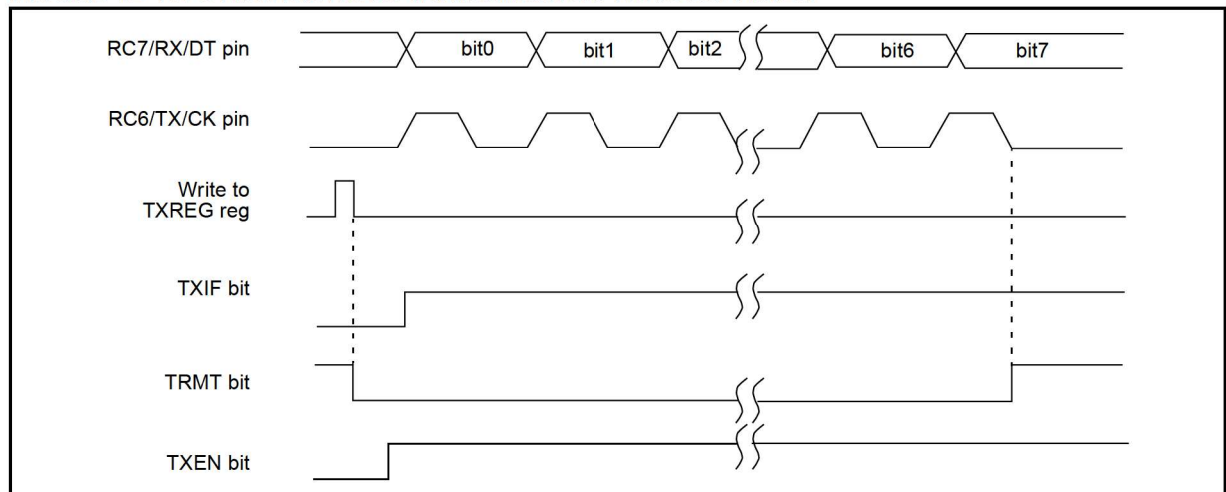 RC7/RX/DT pin
bit0 bit1 bit2 bit6 bit7
RC6/TX/CK pin
Write to
TXREG reg
TXIF bit
TRMT bit
TXEN bit